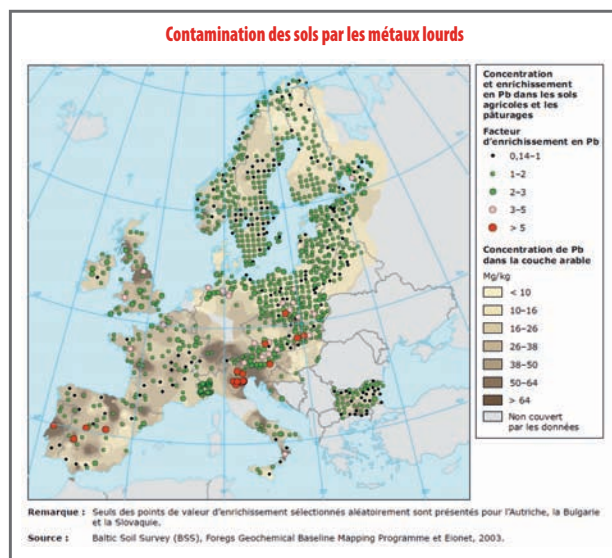 Contamination des sols par les métaux lourds
Concentration
et enrichissement
en Pb dans les sols
agricoles et les
pâturages
Facteur
d'enrichissement en Pb
0,14–1
1–2
2–3
3–5
> 5
Concentration de Pb
dans la couche arable
Mg/kg
< 10
10–16
16–26
26–38
38–50
50–64
> 64
Non couvert
par les données
Remarque : Seuls des points de valeur d'enrichissement sélectionnés aléatoirement sont présentés pour l'Autriche, la Bulgarie
et la Slovaquie.
Source : Baltic Soil Survey (BSS), Foregs Geochemical Baseline Mapping Programme et Eionet, 2003.